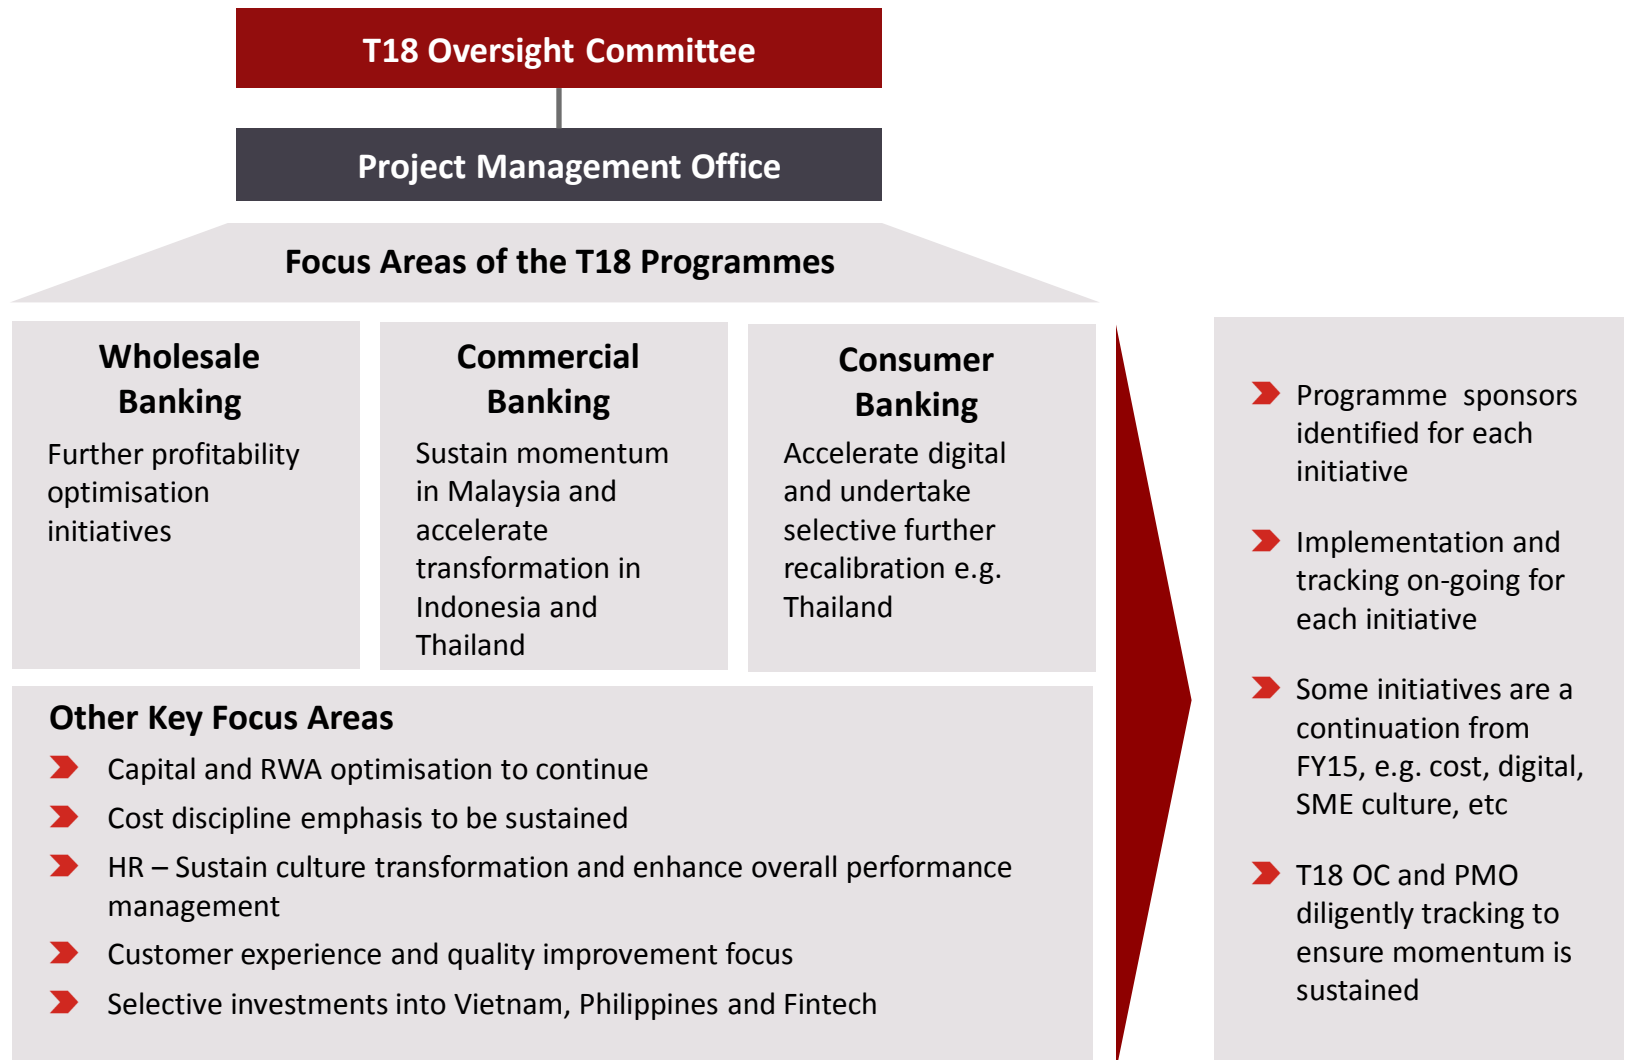 T18 Oversight Committee
Project Management Office
Focus Areas of the T18 Programmes
Wholesale
Banking
Further profitability
optimisation
initiatives
Commercial
Banking
Sustain momentum
in Malaysia and
accelerate
transformation in
Indonesia and
Thailand
Consumer
Banking
Accelerate digital
and undertake
selective further
recalibration e.g.
Thailand
Other Key Focus Areas
Capital and RWA optimisation to continue
Cost discipline emphasis to be sustained
HR – Sustain culture transformation and enhance overall performance
management
Customer experience and quality improvement focus
Selective investments into Vietnam, Philippines and Fintech
Programme sponsors
identified for each
initiative
Implementation and
tracking on-going for
each initiative
Some initiatives are a
continuation from
FY15, e.g. cost, digital,
SME culture, etc
T18 OC and PMO
diligently tracking to
ensure momentum is
sustained